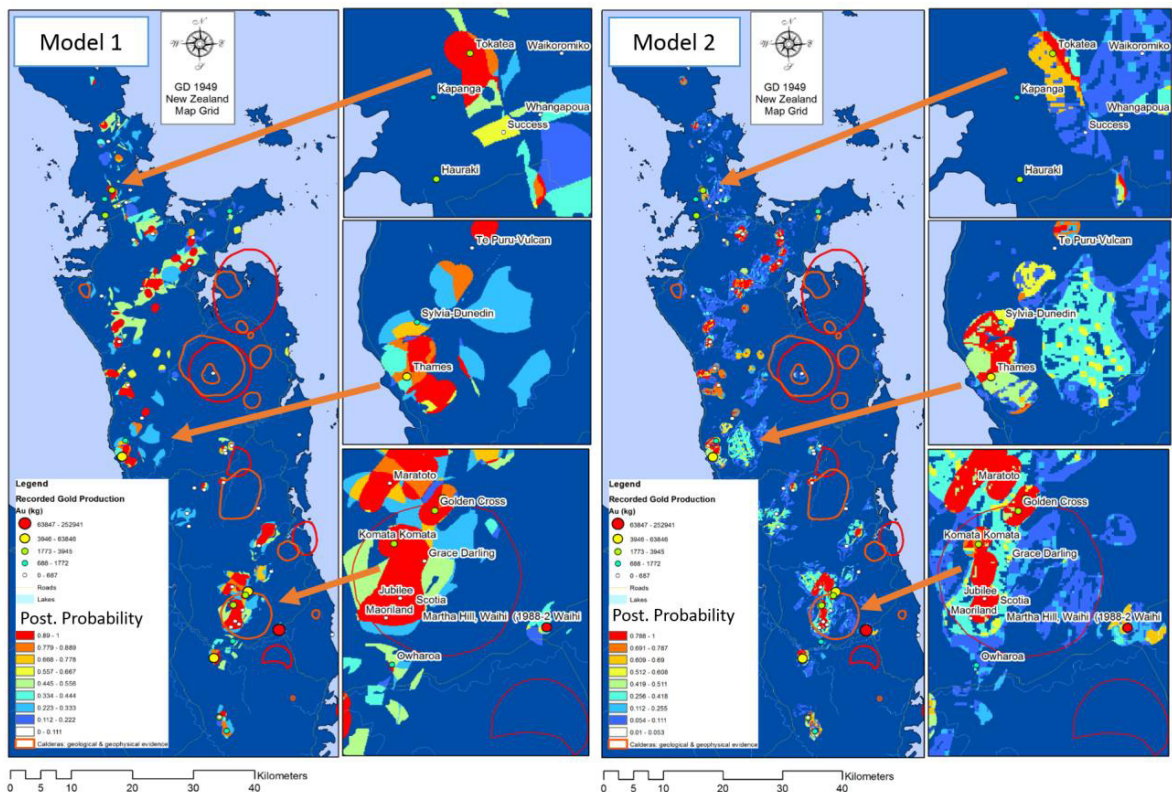 Model 1
N
W
E
S
GD 1949
New Zealand
Map Grid
Tokatea
Waikoromiko
Kapanga
Whangapoua
Success
Hauraki
Te Puru-Vulcan
Sylvia-Dunedin
Thames
Maratoto
Golden Cross
Komata Komata
Grace Darling
Jubilee
Scotia
Maoriland
Martha Hill, Waihi (1988-2 Waihi
Owharoa
Legend
Recorded Gold Production
Au (kg)
63847 - 252941
3946 - 63846
1773 - 3945
688 - 1772
0 - 687
Roads
Lakes
Post. Probability
0.89 - 1
0.779 - 0.889
0.668 - 0.778
0.557 - 0.667
0.445 - 0.556
0.334 - 0.444
0.223 - 0.333
0.112 - 0.222
0 - 0.111
Calderas: geological & geophysical evidence
0 5 10 20 30 40
Kilometers
Model 2
N
W
E
S
GD 1949
New Zealand
Map Grid
Tokatea
Waikoromiko
Kapanga
Whangapoua
Success
Hauraki
Te Puru-Vulcan
Sylvia-Dunedin
Thames
Maratoto
Golden Cross
Komata Komata
Grace Darling
Jubilee
Scotia
Maoriland
Martha Hill, Waihi (1988-2 Waihi
Owharoa
Legend
Recorded Gold Production
Au (kg)
63847 - 252941
3946 - 63846
1773 - 3945
688 - 1772
0 - 687
Roads
Lakes
Post. Probability
0.788 - 1
0.691 - 0.787
0.609 - 0.69
0.512 - 0.608
0.419 - 0.511
0.256 - 0.418
0.112 - 0.255
0.054 - 0.111
0.01 - 0.053
Calderas: geological & geophysical evidence
0 5 10 20 30 40
Kilometers